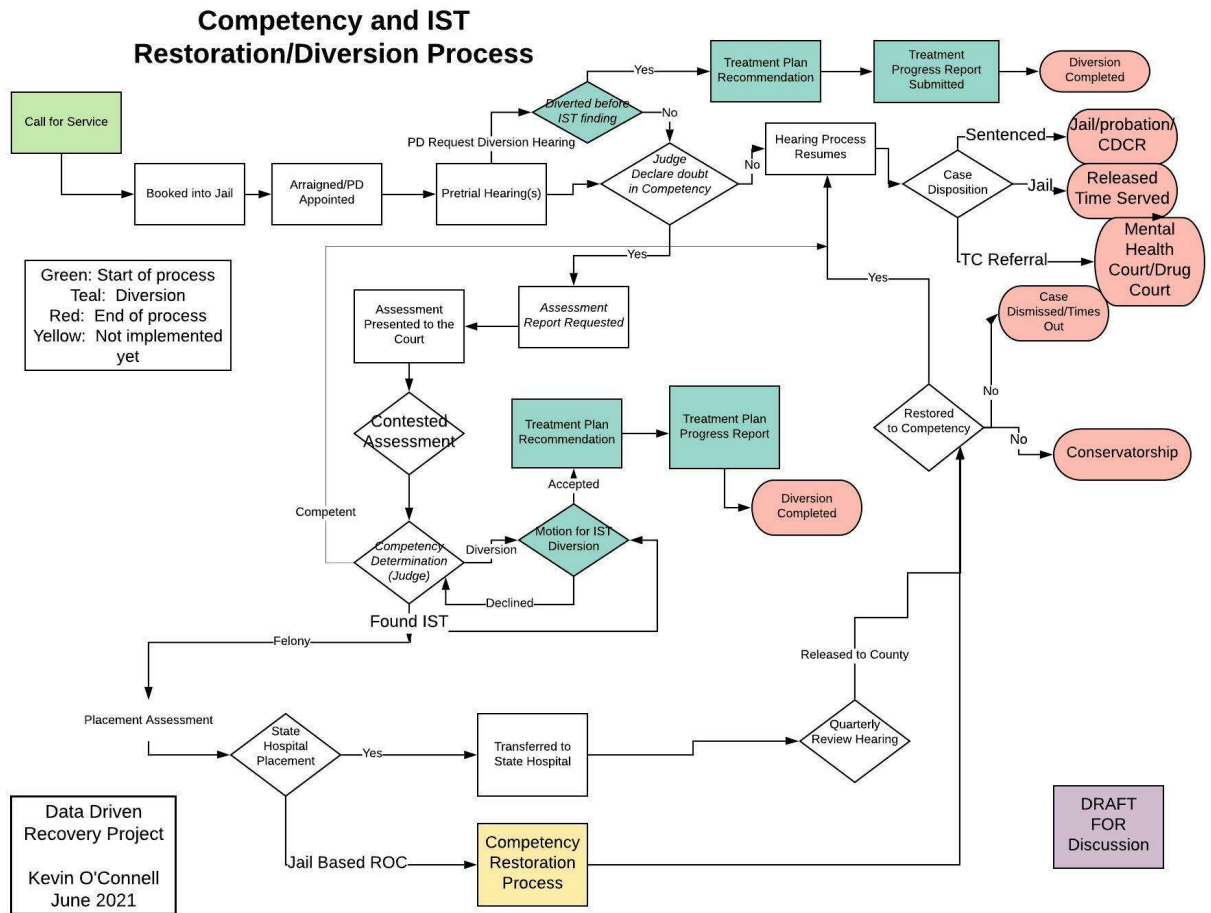 Competency and IST
Restoration/Diversion Process
Call for Service
Booked into Jail
Arraigned/PD
Appointed
Pretrial Hearing(s)
PD Request Diversion Hearing
Diverted before
IST finding
Yes
Treatment Plan
Recommendation
Treatment
Progress Report
Submitted
Diversion
Completed
No
Judge
Declare doubt
in Competency
No
Hearing Process
Resumes
Case
Disposition
Sentenced
Jail/probation/
CDCR
Jail
Released
Time Served
TC Referral
Mental
Health
Court/Drug
Court
Green: Start of process
Teal: Diversion
Red: End of process
Yellow: Not implemented
yet
Yes
Assessment
Report Requested
Assessment
Presented to the
Court
Contested
Assessment
Competent
Competency
Determination
(Judge)
Diversion
Motion for IST
Diversion
Accepted
Declined
Treatment Plan
Recommendation
Treatment Plan
Progress Report
Diversion
Completed
Yes
Restored
to Competency
No
Case
Dismissed/Times
Out
No
Conservatorship
Found IST
Felony
Placement Assessment
State
Hospital
Placement
Yes
Transferred to
State Hospital
Quarterly
Review Hearing
Released to County
Jail Based ROC
Competency
Restoration
Process
Data Driven
Recovery Project
Kevin O'Connell
June 2021
DRAFT
FOR
Discussion